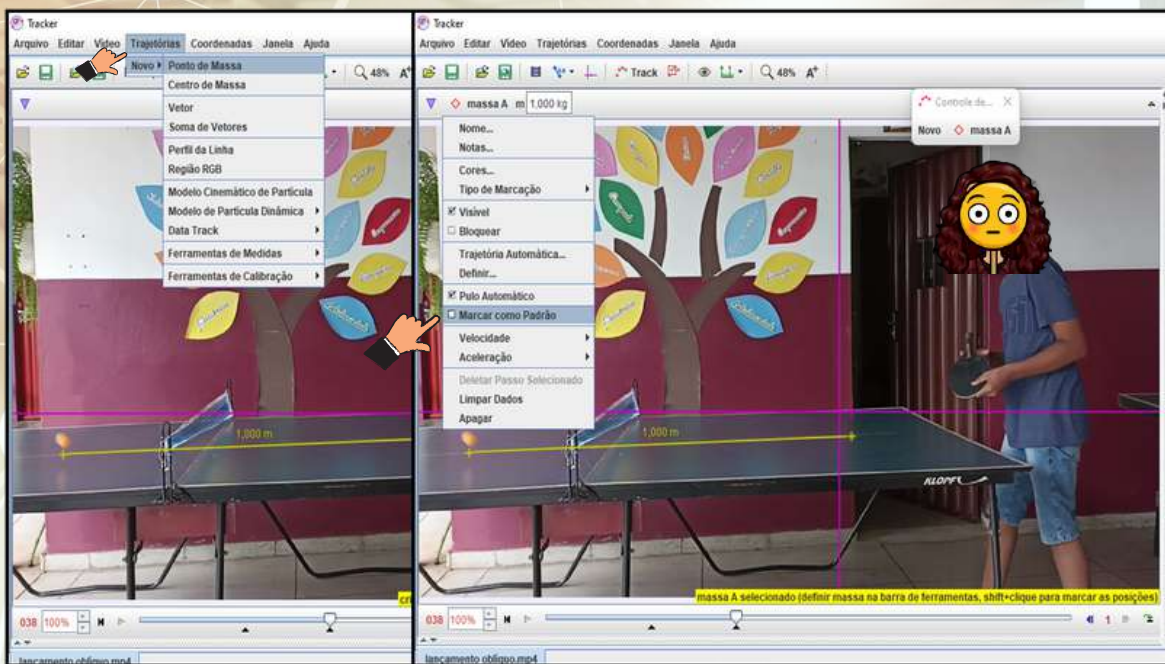 Tracker
Arquivo Editar Vídeo Trajetórias Coordenadas Janela Ajuda
Novo
Ponto de Massa
Centro de Massa
Vetor
Soma de Vetores
Perfil da Linha
Região RGB
Modelo Cinemático de Partícula
Modelo de Partícula Dinâmica
Data Track
Ferramentas de Medidas
Ferramentas de Calibração
48%
1,000 m
038 100%
lançamento oblíquo.mp4
Tracker
Arquivo Editar Vídeo Trajetórias Coordenadas Janela Ajuda
Track 48%
massa A m 1,000 kg
Controle de...
Novo massa A
Nome...
Notas...
Cores...
Tipo de Marcação
Visível
Bloquear
Trajetória Automática...
Definir...
Pulo Automático
Marcar como Padrão
Velocidade
Aceleração
Deletar Passo Selecionado
Limpar Dados
Apagar
1,000 m
KLOPF
massa A selecionado (definir massa na barra de ferramentas, shift+clique para marcar as posições)
038 100% 1
lançamento oblíquo.mp4